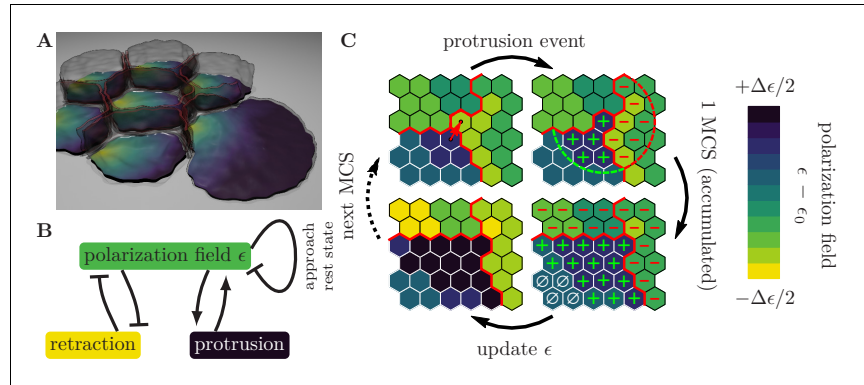 A
B
polarization field ϵ
approach
rest state
retraction
protrusion
C
protrusion event
1 MCS (accumulated)
update ϵ
next MCS
+Δϵ/2
polarization field
ϵ − ϵ0
−Δϵ/2